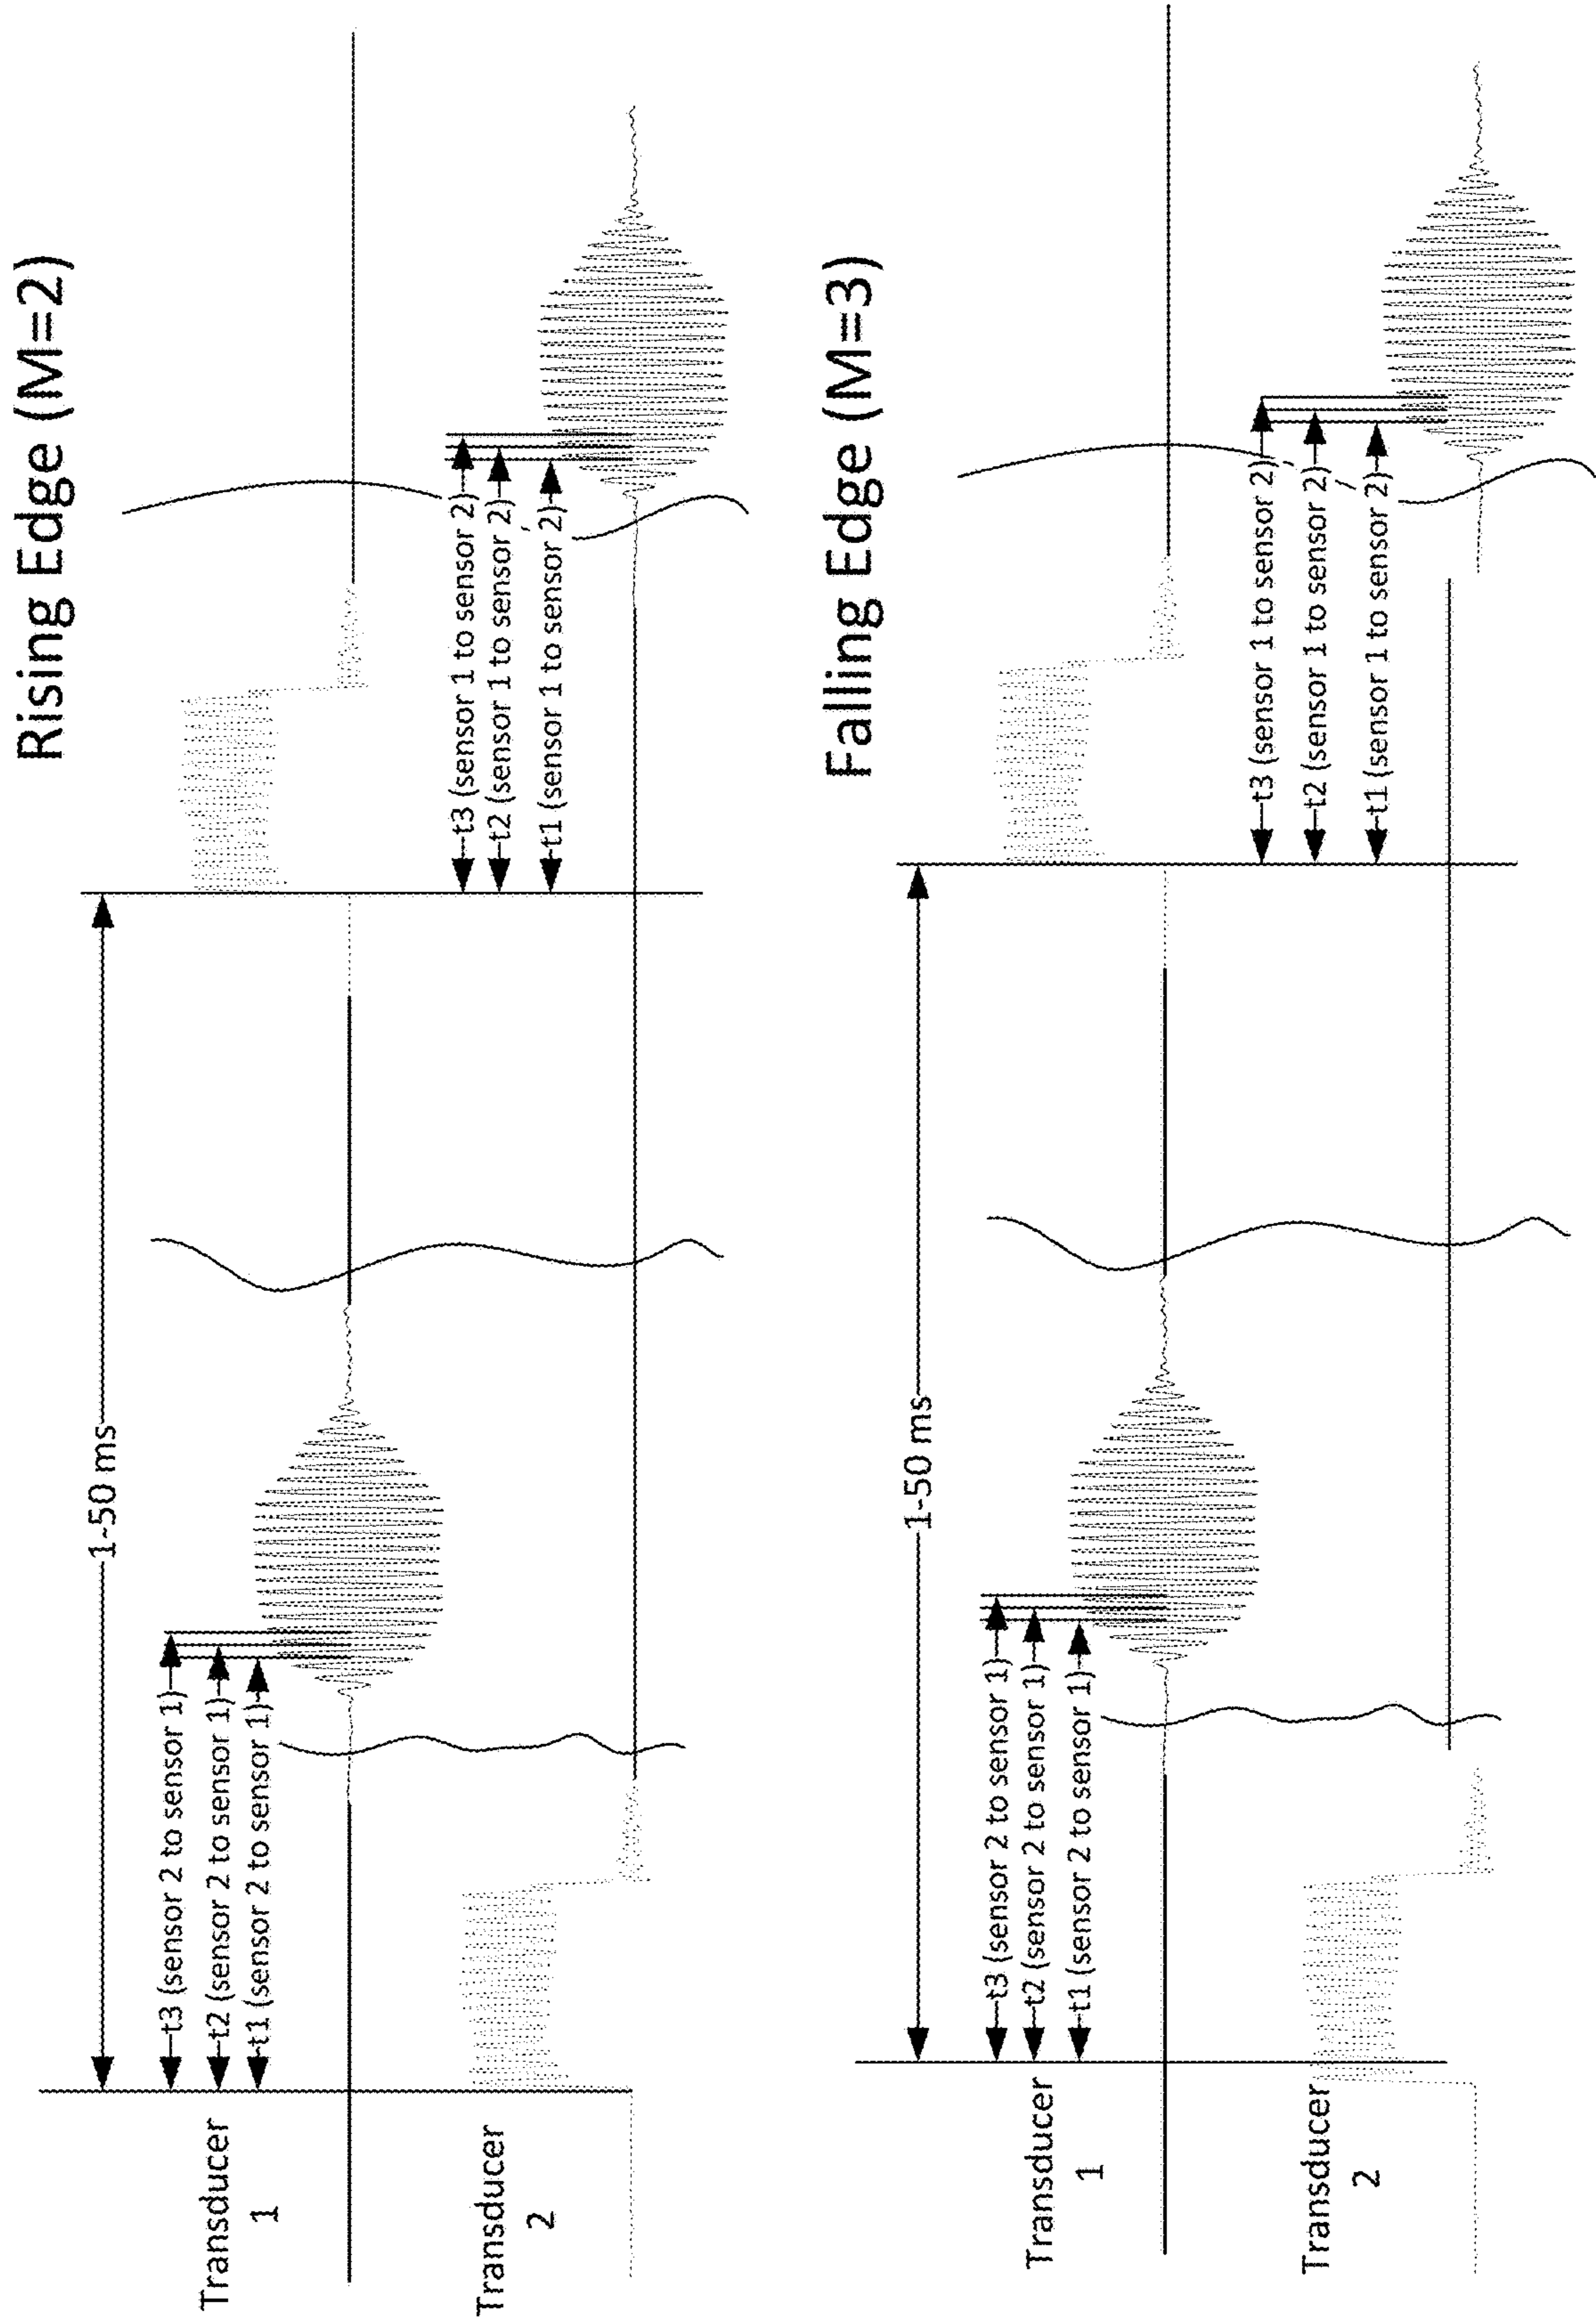 Rising Edge (M=2)
1-50 ms
Transducer
1
t3 (sensor 2 to sensor 1)
t2 (sensor 2 to sensor 1)
t1 (sensor 2 to sensor 1)
Transducer
2
t3 (sensor 1 to sensor 2)
t2 (sensor 1 to sensor 2)
t1 (sensor 1 to sensor 2)
Falling Edge (M=3)
1-50 ms
Transducer
1
t3 (sensor 2 to sensor 1)
t2 (sensor 2 to sensor 1)
t1 (sensor 2 to sensor 1)
Transducer
2
t3 (sensor 1 to sensor 2)
t2 (sensor 1 to sensor 2)
t1 (sensor 1 to sensor 2)